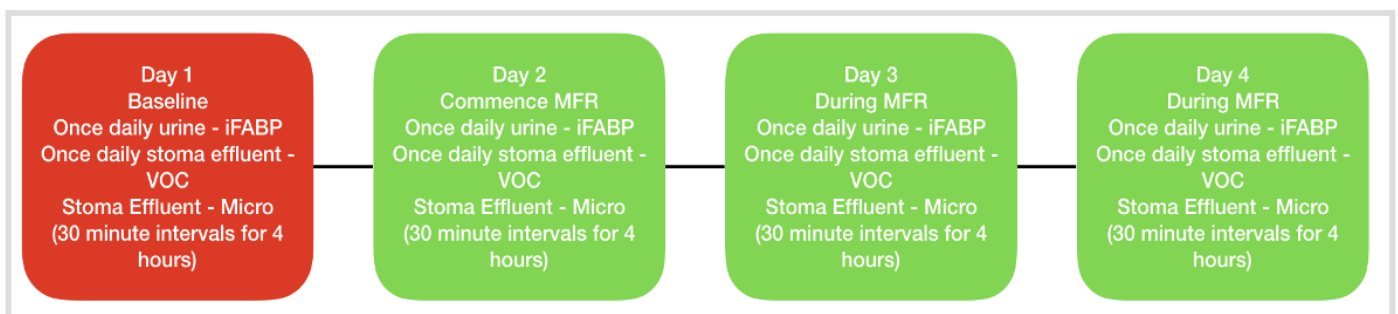 Day 1
Baseline
Once daily urine - iFABP
Once daily stoma effluent -
VOC
Stoma Effluent - Micro
(30 minute intervals for 4
hours)
Day 2
Commence MFR
Once daily urine - iFABP
Once daily stoma effluent -
VOC
Stoma Effluent - Micro
(30 minute intervals for 4
hours)
Day 3
During MFR
Once daily urine - iFABP
Once daily stoma effluent -
VOC
Stoma Effluent - Micro
(30 minute intervals for 4
hours)
Day 4
During MFR
Once daily urine - iFABP
Once daily stoma effluent -
VOC
Stoma Effluent - Micro
(30 minute intervals for 4
hours)